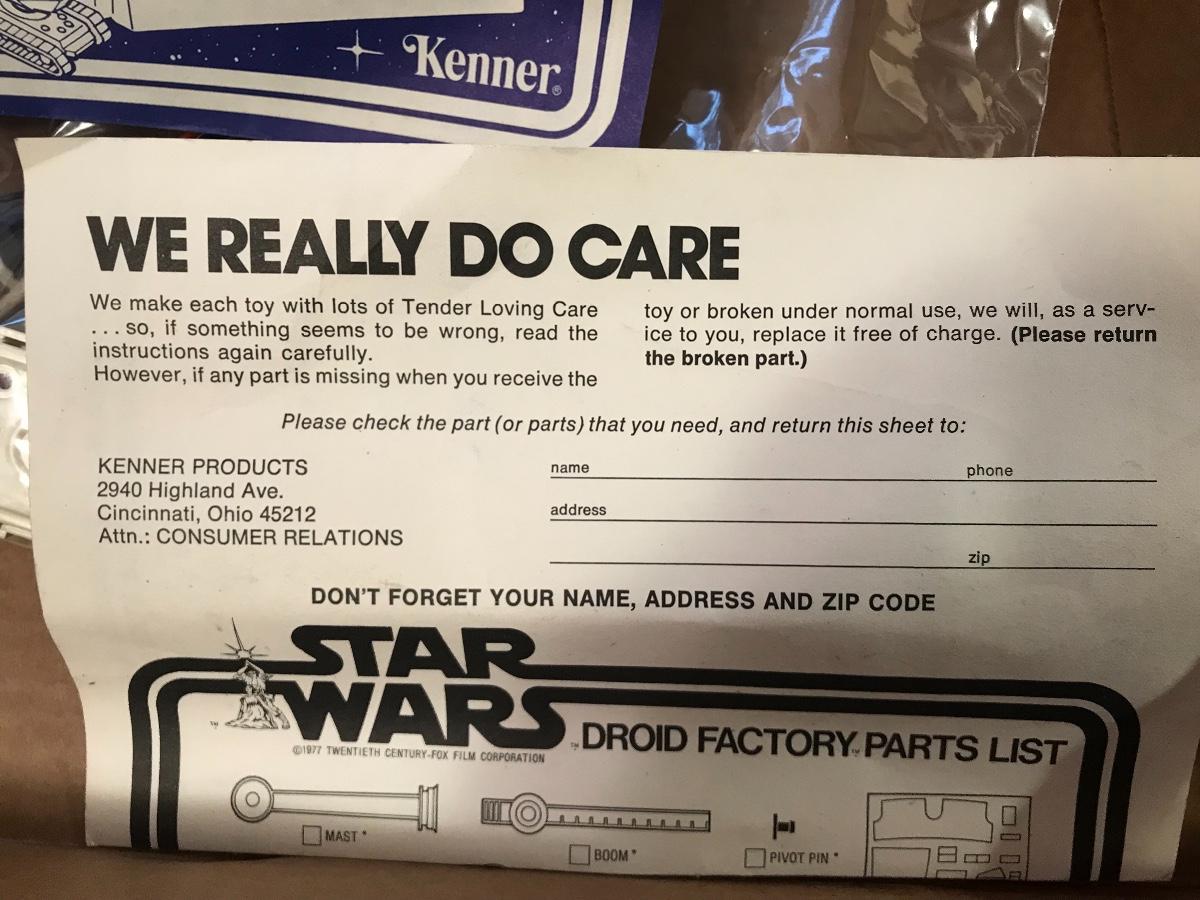 Kenner®
WE REALLY DO CARE
We make each toy with lots of Tender Loving Care
...so, if something seems to be wrong, read the
instructions again carefully.
However, if any part is missing when you receive the
toy or broken under normal use, we will, as a serv-
ice to you, replace it free of charge. (Please return
the broken part.)
Please check the part (or parts) that you need, and return this sheet to:
KENNER PRODUCTS
2940 Highland Ave.
Cincinnati, Ohio 45212
Attn.: CONSUMER RELATIONS
name phone
address
zip
DON'T FORGET YOUR NAME, ADDRESS AND ZIP CODE
STAR
WARS™
©1977 TWENTIETH CENTURY-FOX FILM CORPORATION
™DROID FACTORY™ PARTS LIST
MAST *
BOOM *
PIVOT PIN *